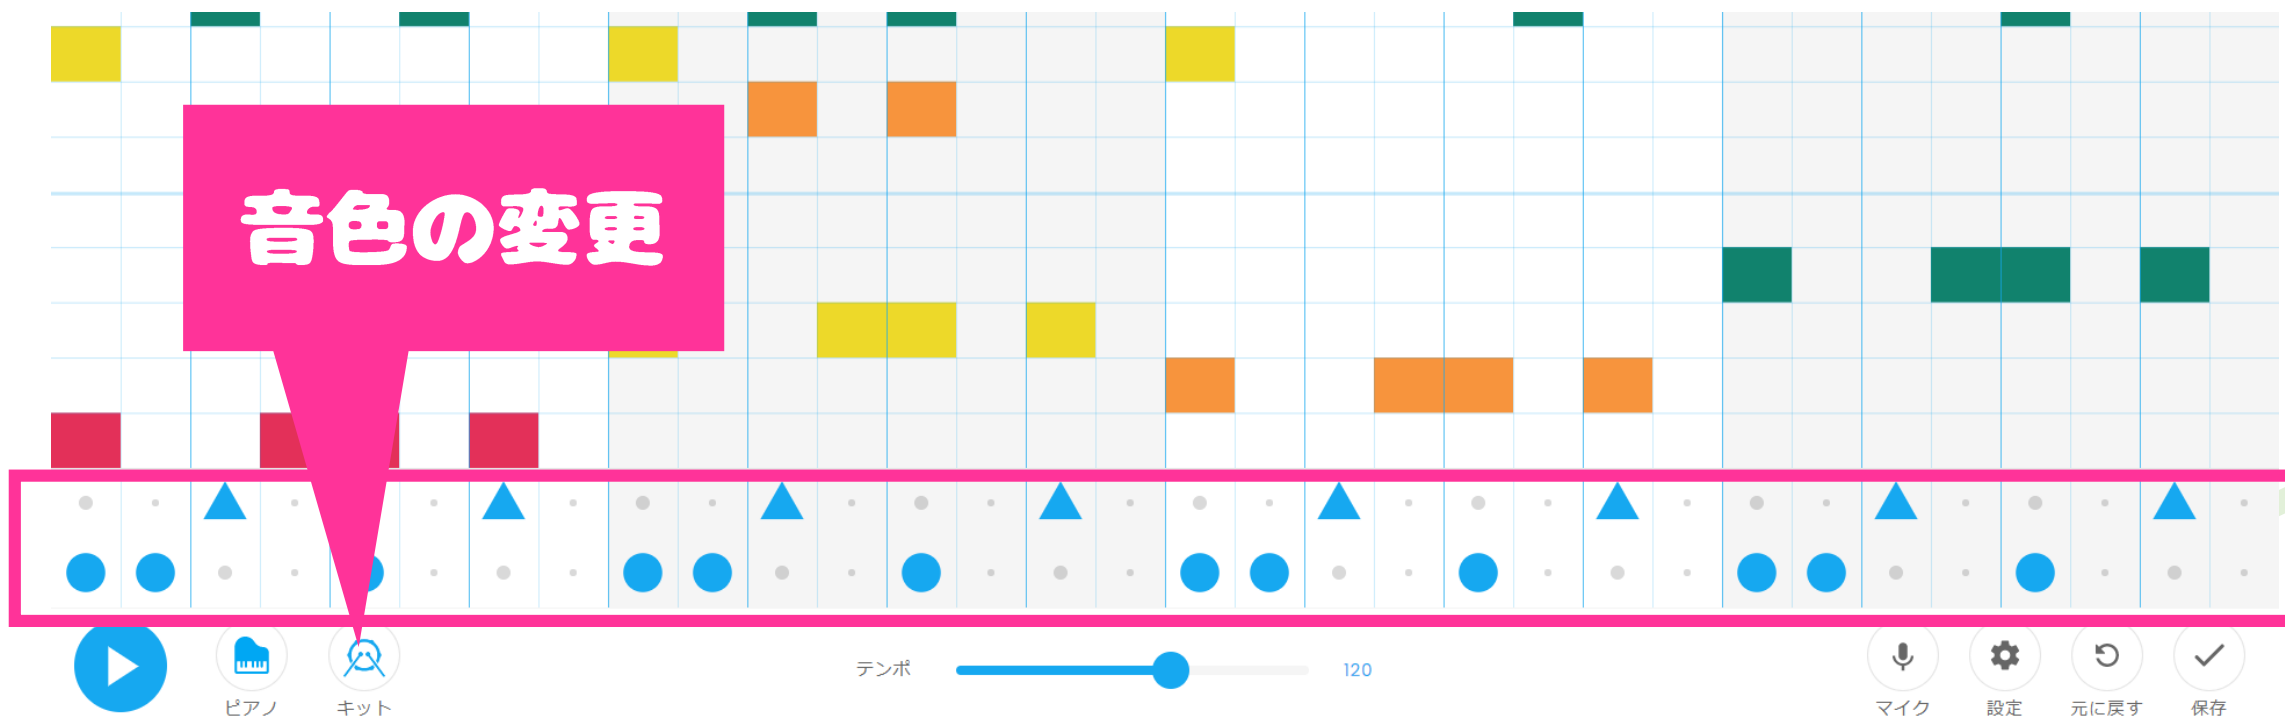 音色の変更
テンポ
120
ピアノ
キット
マイク
設定
元に戻す
保存